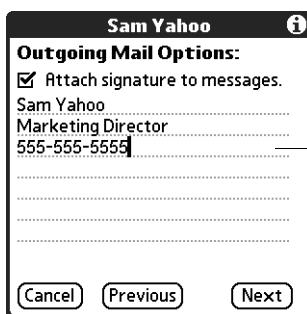 Sam Yahoo
Outgoing Mail Options:
Attach signature to messages.
Sam Yahoo
Marketing Director
555-555-5555
Cancel Previous Next